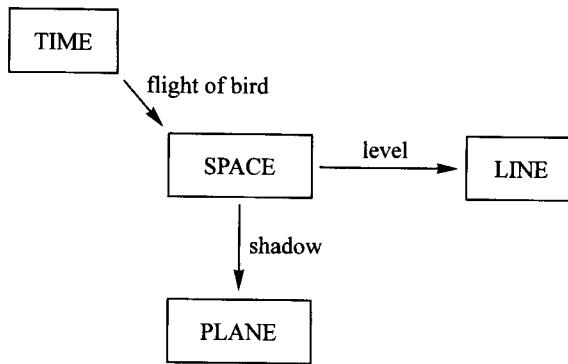 TIME
flight of bird
SPACE
level
LINE
shadow
PLANE